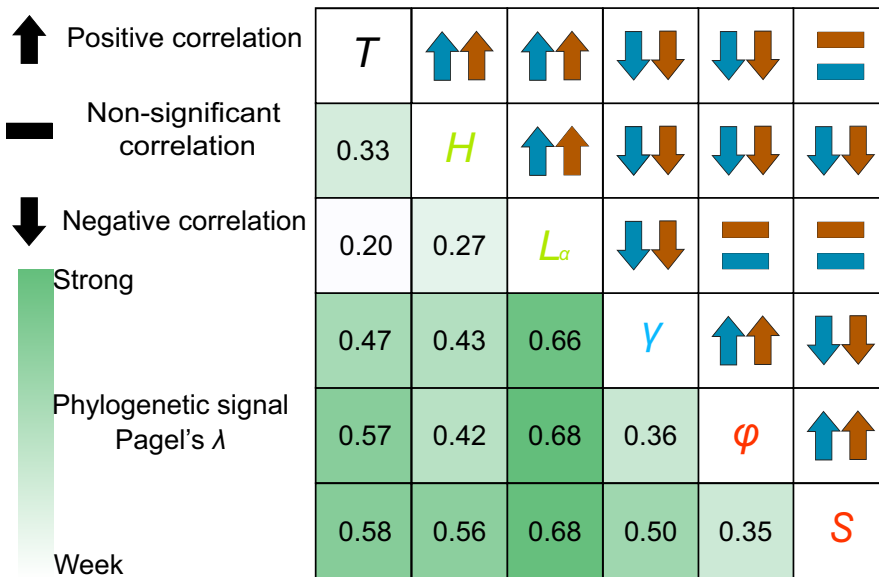 Positive correlation
Non-significant
correlation
Negative correlation
Strong
Phylogenetic signal
Pagel's λ
Week
T
0.33 H
0.20 0.27 Lα
0.47 0.43 0.66 γ
0.57 0.42 0.68 0.36 φ
0.58 0.56 0.68 0.50 0.35 S